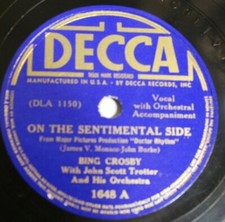 DECCA
TRADE MARK REGISTERED
MANUFACTURED IN U.S.A. BY DECCA RECORDS, INC
(DLA 1150)
Vocal
with Orchestral
Accompaniment
ON THE SENTIMENTAL SIDE
From Major Pictures Production "Doctor Rhythm"
(James V. Monaco-John Burke)
BING CROSBY
With John Scott Trotter
And His Orchestra
1648 A